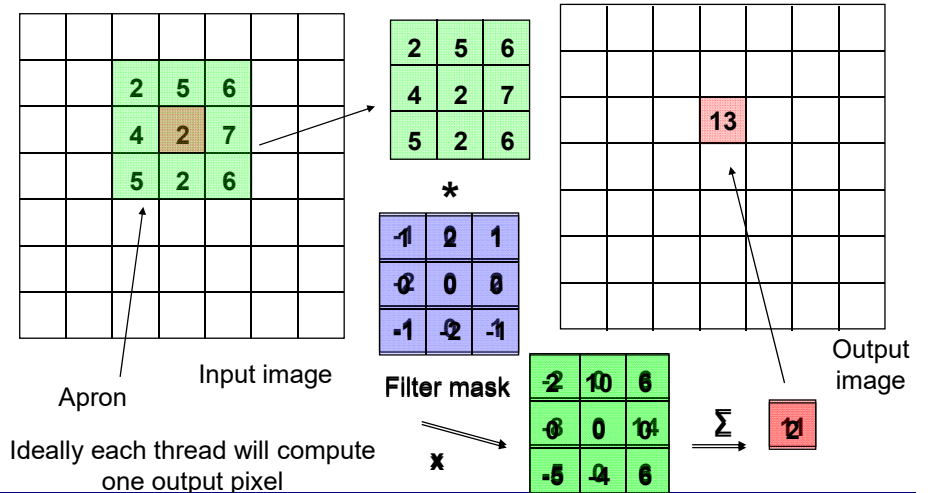 2 5 6
4 2 7
5 2 6
2 5 6
4 2 7
5 2 6
13
*
1
0
-1
Input image
Apron
Filter mask
Output
image
6
0
-5 6
Σ
x
Ideally each thread will compute
one output pixel